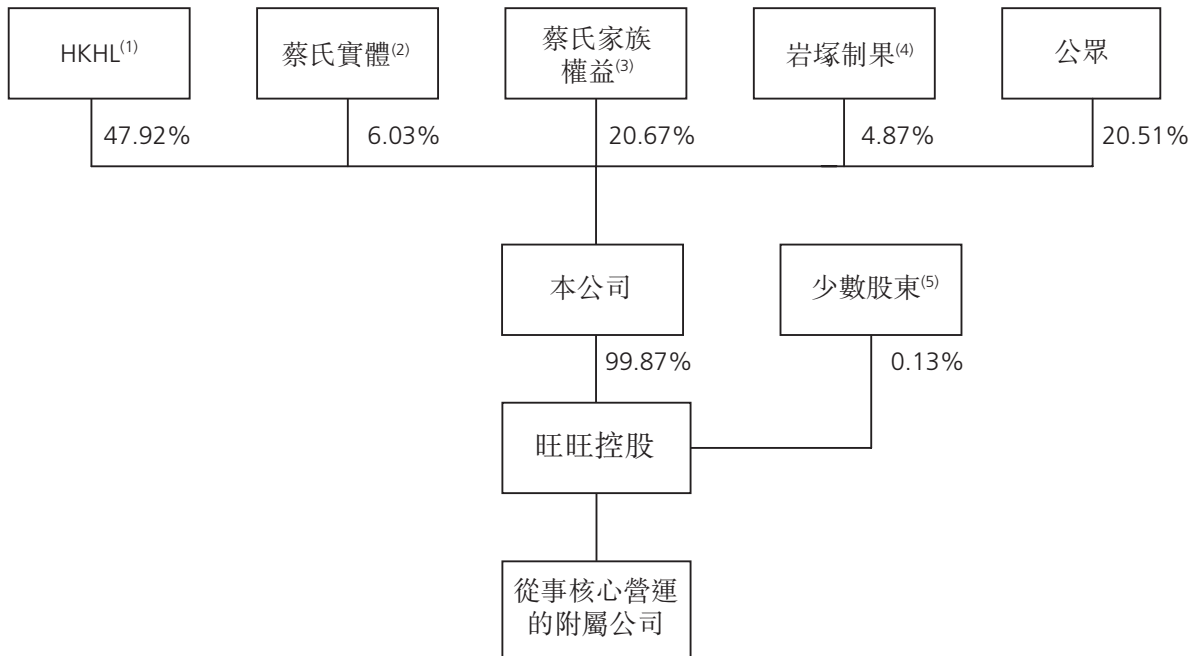 HKHL(1)
蔡氏實體(2)
蔡氏家族
權益(3)
岩塚制果(4)
公眾
47.92%
6.03%
20.67%
4.87%
20.51%
本公司
少數股東(5)
99.87%
0.13%
旺旺控股
從事核心營運
的附屬公司